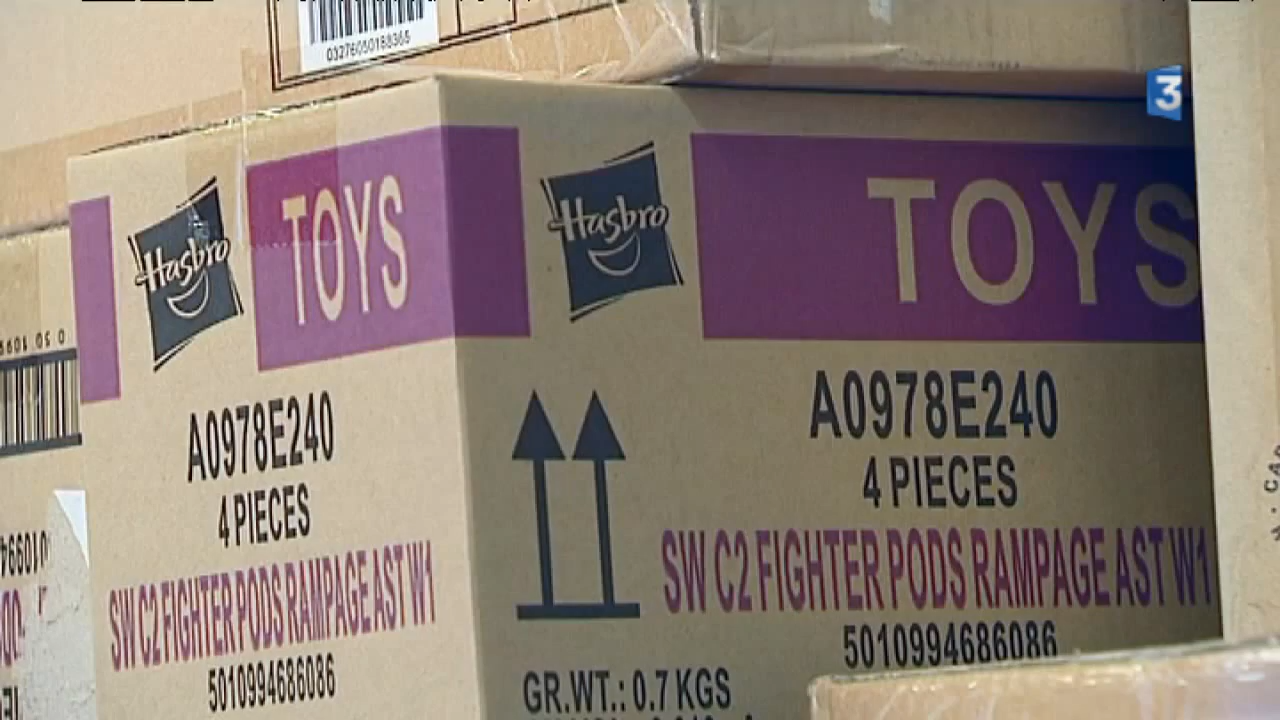 03276050188365
3
Hasbro
TOYS
A0978E240
4 PIECES
SW C2 FIGHTER PODS RAMPAGE AST W1
5010994686086
Hasbro
TOYS
A0978E240
4 PIECES
SW C2 FIGHTER PODS RAMPAGE AST W1
5010994686086
GR.WT.: 0.7 KGS